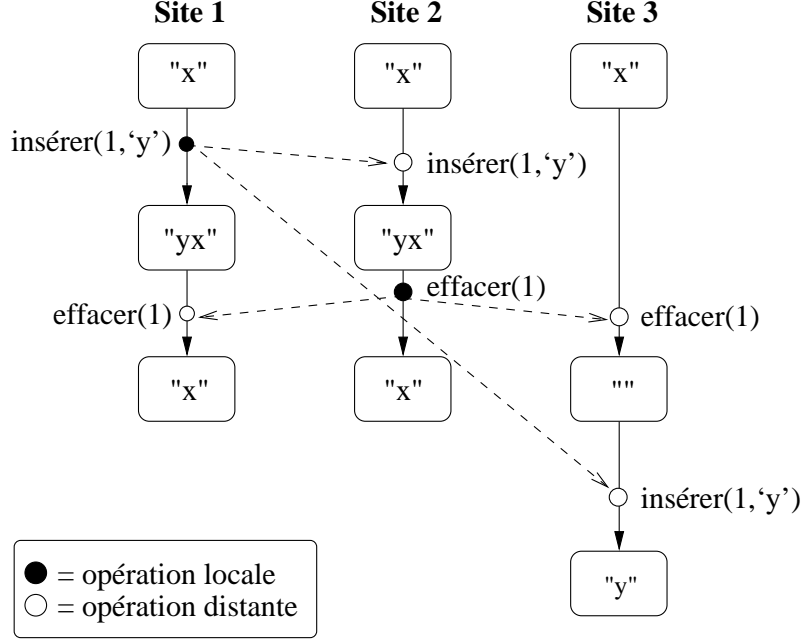 Site 1 Site 2 Site 3
"x" "x" "x"
insérer(1,‘y’)
insérer(1,‘y’)
"yx" "yx"
effacer(1)
effacer(1) effacer(1)
"x" "x" ""
insérer(1,‘y’)
"y"
= opération locale
= opération distante